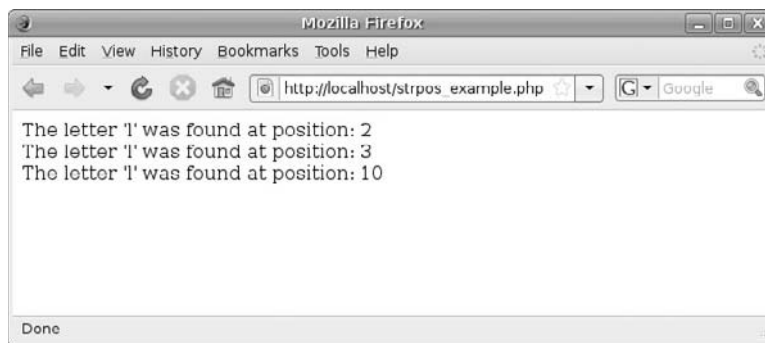 Mozilla Firefox
File Edit View History Bookmarks Tools Help
http://localhost/strpos_example.php G Google
The letter 'l' was found at position: 2
The letter 'l' was found at position: 3
The letter 'l' was found at position: 10
Done